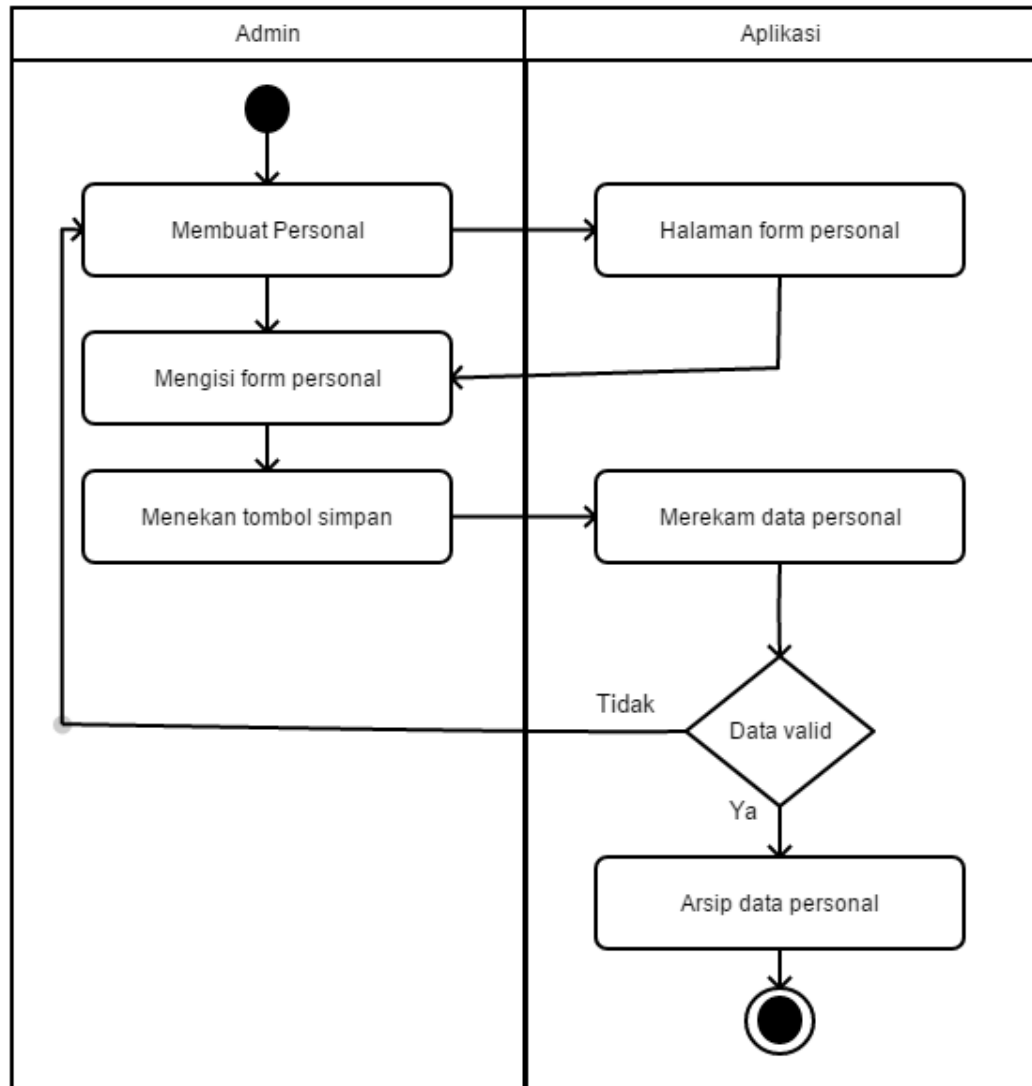 Admin
Aplikasi
Membuat Personal
Halaman form personal
Mengisi form personal
Menekan tombol simpan
Merekam data personal
Tidak
Data valid
Ya
Arsip data personal